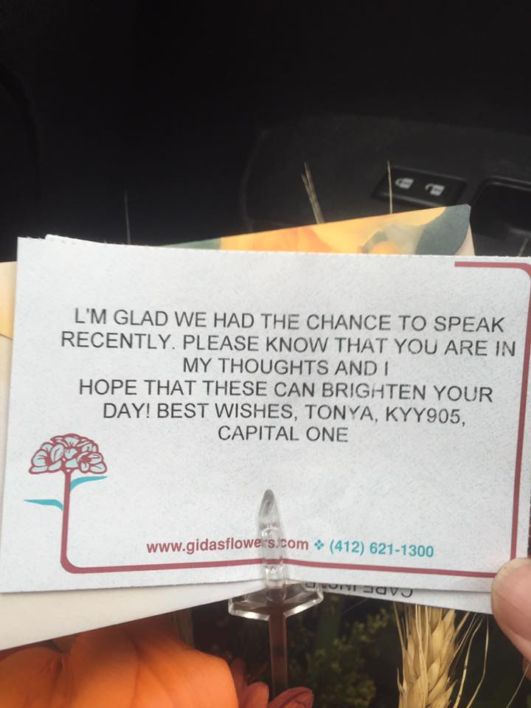 L'M GLAD WE HAD THE CHANCE TO SPEAK
RECENTLY. PLEASE KNOW THAT YOU ARE IN
MY THOUGHTS AND I
HOPE THAT THESE CAN BRIGHTEN YOUR
DAY! BEST WISHES, TONYA, KYY905,
CAPITAL ONE
www.gidasflowers.com ❖ (412) 621-1300